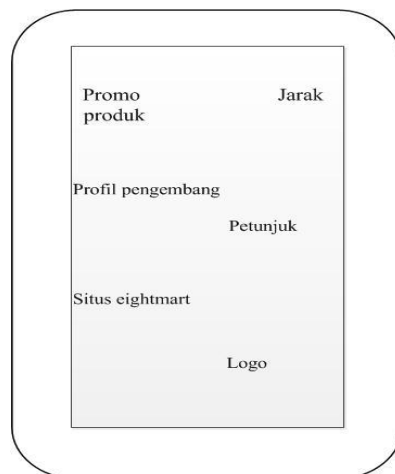 Promo
produk
Jarak
Profil pengembang
Petunjuk
Situs eightmart
Logo